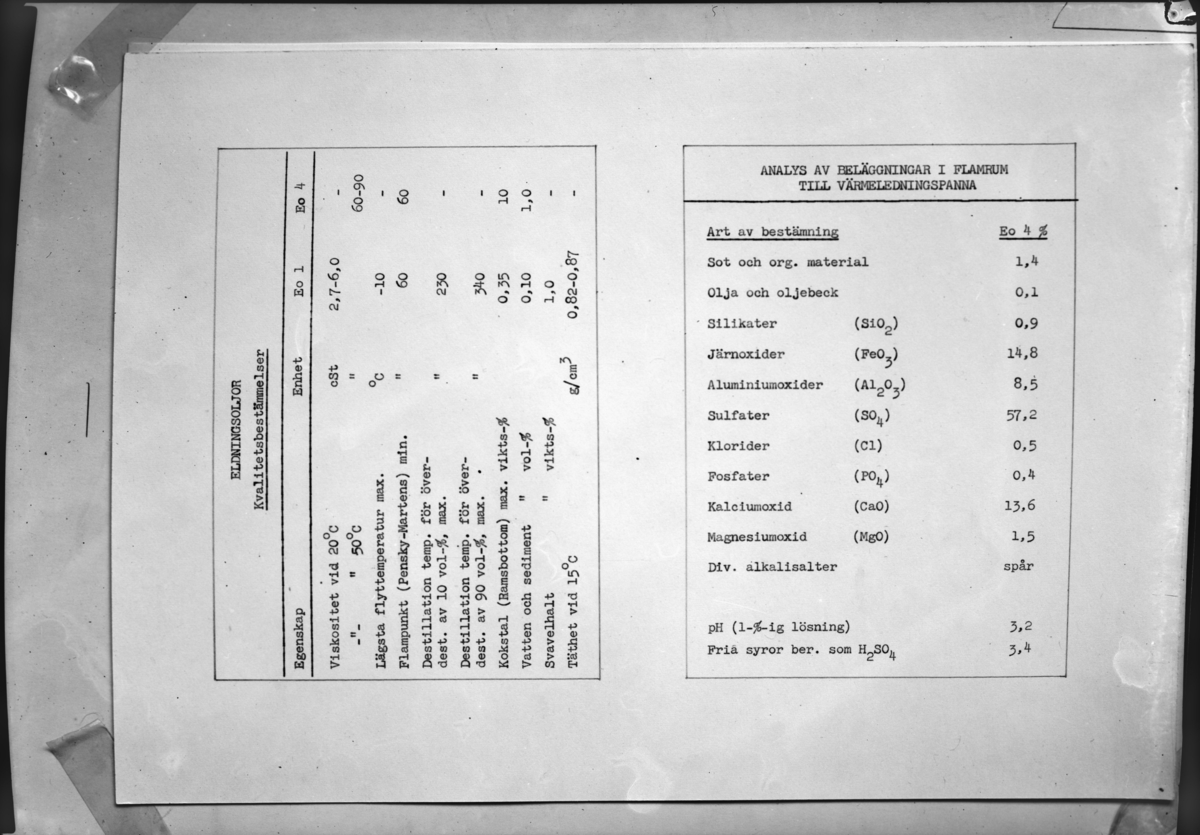 ELDNINGSOLJOR
Kvalitetsbestämmelser
Egenskap Enhet Eo 1 Eo 4
Viskositet vid 20°C cSt 2,7-6,0 -
-"- " 50°C " 60-90
Lägsta flyttemperatur max. °C -10 -
Flampunkt (Pensky-Martens) min. " 60 60
Destillation temp. för över-
dest. av 10 vol-%, max. " 230 -
Destillation temp. för över-
dest. av 90 vol-%, max. " 340 -
Kokstal (Ramsbottom) max. vikts-% 0,35 10
Vatten och sediment " vol-% 0,10 1,0
Svavelhalt " vikts-% 1,0 -
Täthet vid 15°C g/cm³ 0,82-0,87 -
ANALYS AV BELÄGGNINGAR I FLAMRUM
TILL VÄRMELEDNINGSPANNA
Art av bestämning Eo 4 %
Sot och org. material 1,4
Olja och oljebeck 0,1
Silikater (SiO₂) 0,9
Järnoxider (FeO₃) 14,8
Aluminiumoxider (Al₂O₃) 8,5
Sulfater (SO₄) 57,2
Klorider (Cl) 0,5
Fosfater (PO₄) 0,4
Kalciumoxid (CaO) 13,6
Magnesiumoxid (MgO) 1,5
Div. alkalisalter spår
pH (1-%-ig lösning) 3,2
Fria syror ber. som H₂SO₄ 3,4